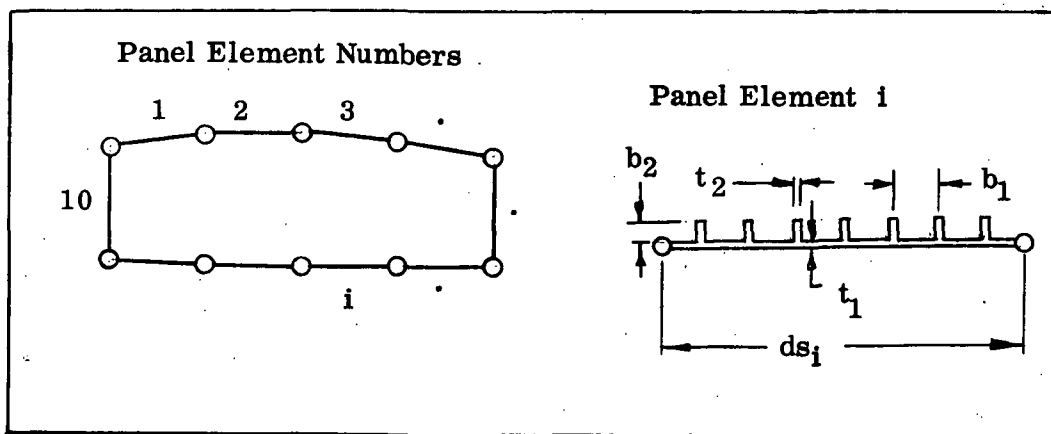 Panel Element Numbers
1 2 3
10
i
Panel Element i
b2 t2 b1
t1
dsi